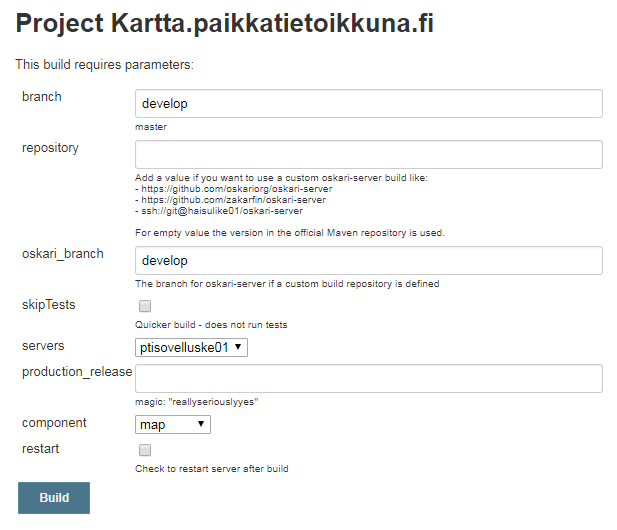 Project Kartta.paikkatietoikkuna.fi
This build requires parameters:
branch
develop
master
repository
Add a value if you want to use a custom oskari-server build like:
- https://github.com/oskariorg/oskari-server
- https://github.com/zakarfin/oskari-server
- ssh://git@haisulike01/oskari-server
For empty value the version in the official Maven repository is used.
oskari_branch
develop
The branch for oskari-server if a custom build repository is defined
skipTests
Quicker build - does not run tests
servers
ptisovelluske01
production_release
magic: "reallyseriouslyyes"
component
map
restart
Check to restart server after build
Build